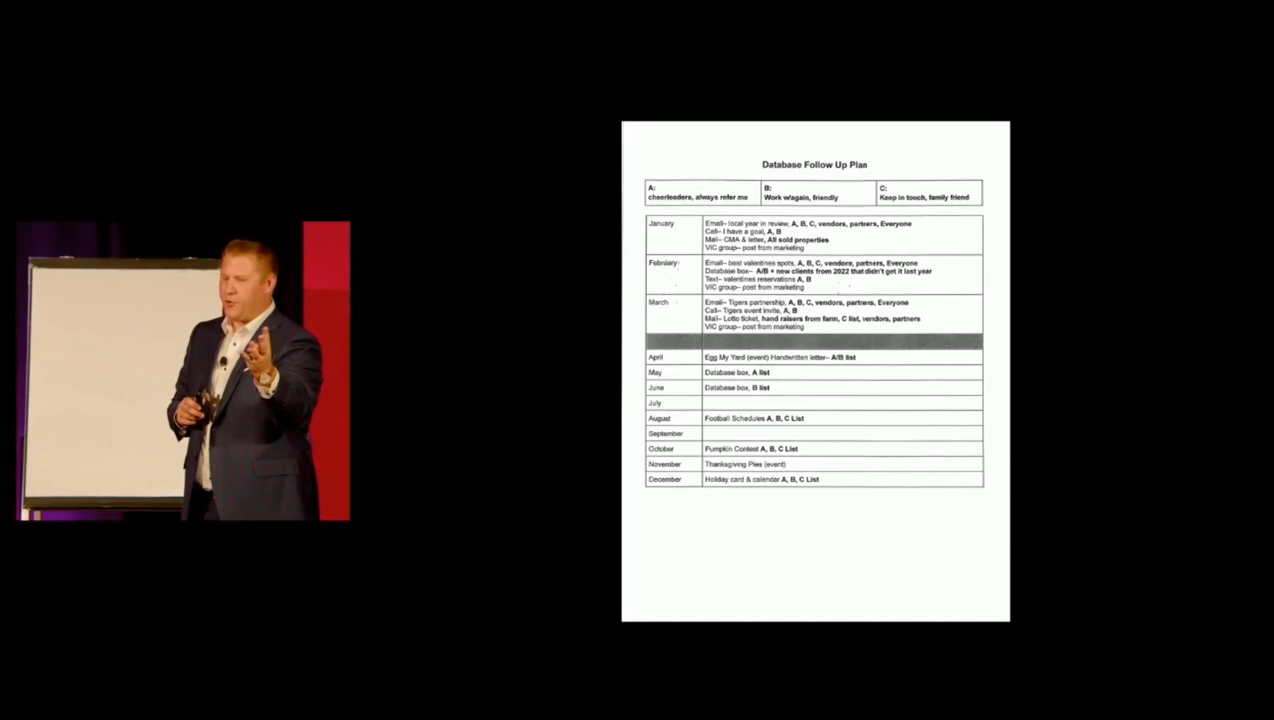 Database Follow Up Plan
A:
cheerleaders, always refer me
B:
Work w/again, friendly
C:
Keep in touch, family friend
January
Email– local year in review, A, B, C, vendors, partners, Everyone
Call– I have a goal, A, B
Mail– CMA & letter, All sold properties
VIC group– post from marketing
February
Email– best valentines spots, A, B, C, vendors, partners, Everyone
Database box– A/B + new clients from 2022 that didn't get it last year
Text– valentines reservations A, B
VIC group– post from marketing
March
Email– Tigers partnership, A, B, C, vendors, partners, Everyone
Call– Tigers event invite, A, B
Mail– Lotto ticket, hand raisers from farm, C list, vendors, partners
VIC group– post from marketing
April
Egg My Yard (event) Handwritten letter– A/B list
May
Database box, A list
June
Database box, B list
July
August
Football Schedules A, B, C List
September
October
Pumpkin Contest A, B, C List
November
Thanksgiving Pies (event)
December
Holiday card & calendar A, B, C List